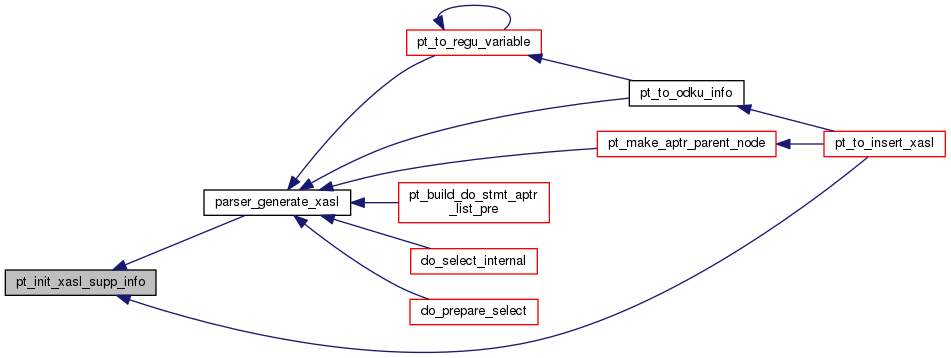 pt_to_regu_variable
pt_to_odku_info
pt_make_aptr_parent_node
pt_to_insert_xasl
parser_generate_xasl
pt_build_do_stmt_aptr
_list_pre
do_select_internal
pt_init_xasl_supp_info
do_prepare_select